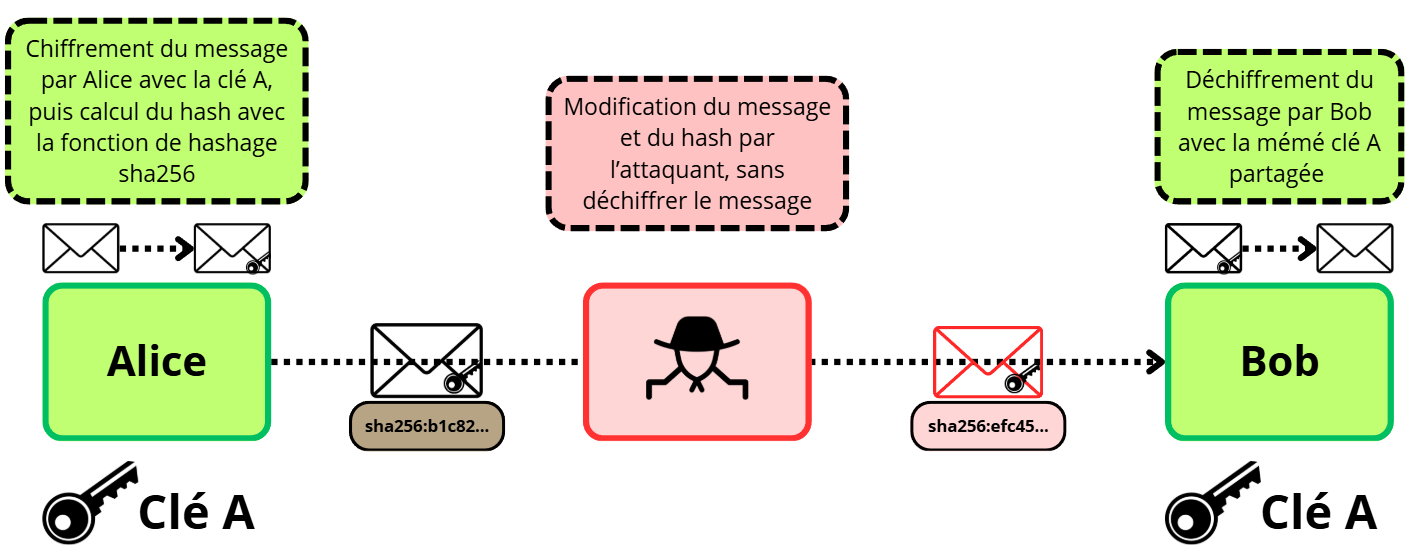 Chiffrement du message
par Alice avec la clé A,
puis calcul du hash avec
la fonction de hashage
sha256
Modification du message
et du hash par
l'attaquant, sans
déchiffrer le message
Déchiffrement du
message par Bob
avec la mémé clé A
partagée
Alice
sha256:b1c82...
sha256:efc45...
Bob
Clé A
Clé A